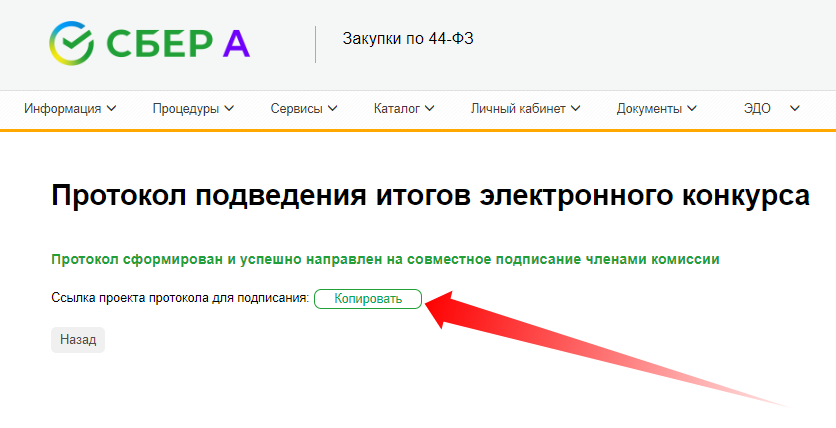 СБЕР А
Закупки по 44-ФЗ
Информация Процедуры Сервисы Каталог Личный кабинет Документы ЭДО
Протокол подведения итогов электронного конкурса
Протокол сформирован и успешно направлен на совместное подписание членами комиссии
Ссылка проекта протокола для подписания: Копировать
Назад